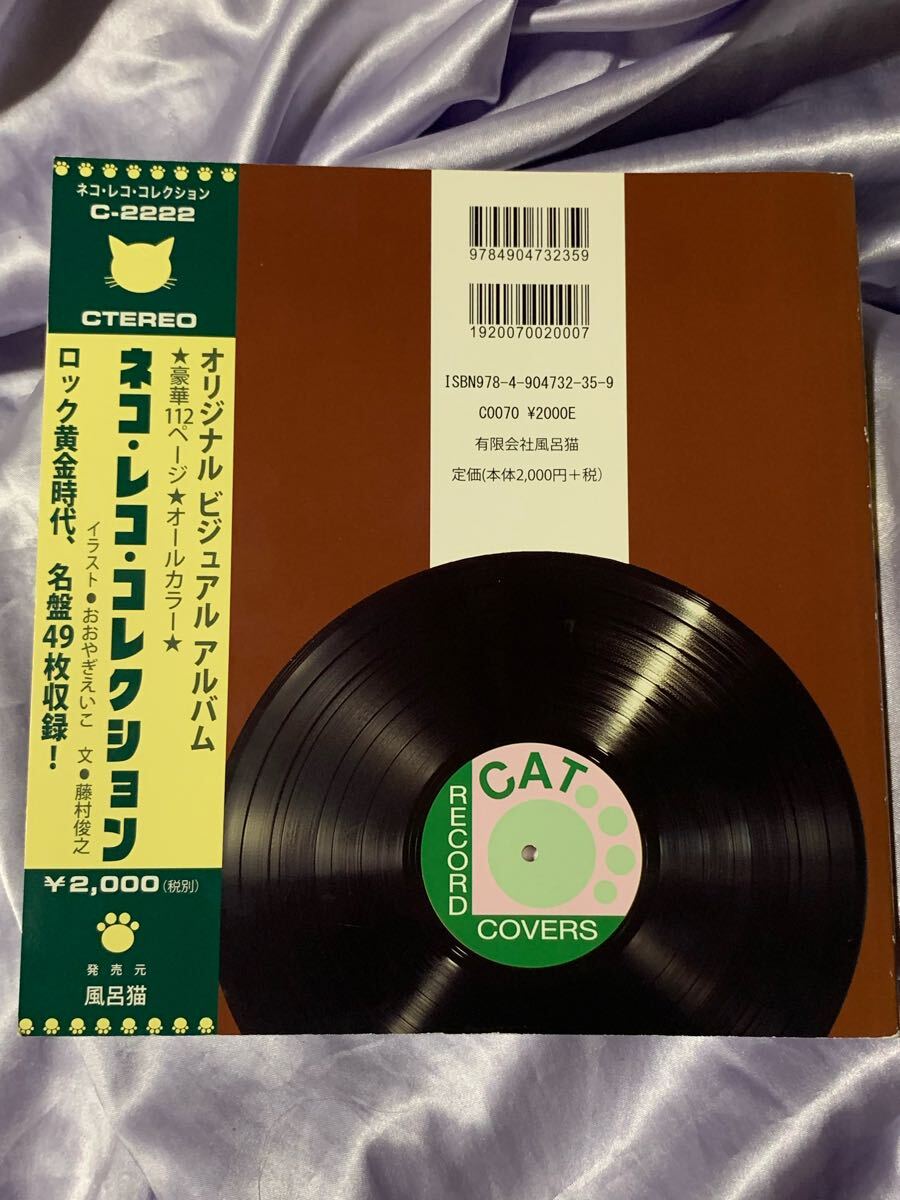 ネコ・レコ・コレクション
C-2222
CTEREO
オリジナル ビジュアル アルバム
★豪華112ページ★オールカラー★
ネコ・レコ・コレクション
イラスト●おおやぎえいこ 文●藤村俊之
ロック黄金時代、名盤49枚収録!
¥2,000(税別)
発売元
風呂猫
9784904732359
1920070020007
ISBN978-4-904732-35-9
C0070 ¥2000E
有限会社風呂猫
定価(本体2,000円+税)
CAT
RECORD
COVERS